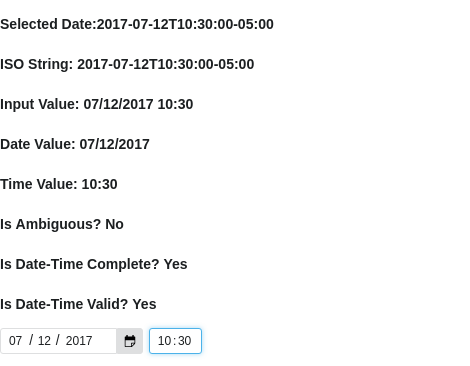 Selected Date:2017-07-12T10:30:00-05:00
ISO String: 2017-07-12T10:30:00-05:00
Input Value: 07/12/2017 10:30
Date Value: 07/12/2017
Time Value: 10:30
Is Ambiguous? No
Is Date-Time Complete? Yes
Is Date-Time Valid? Yes
07 / 12 / 2017 10:30